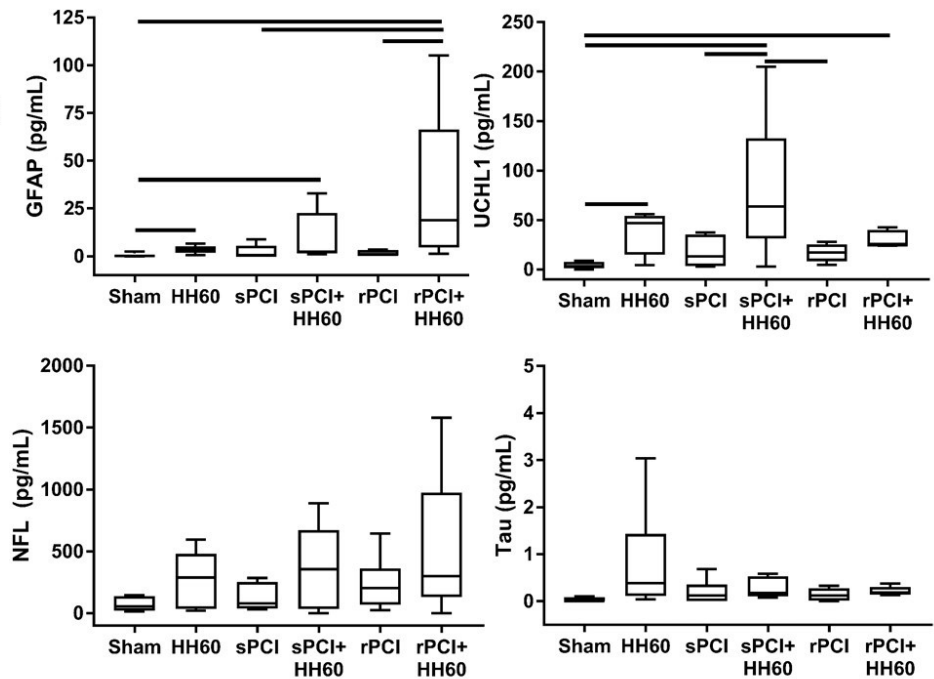 GFAP (pg/mL)
125
100
75
50
25
0
Sham HH60 sPCI sPCI+ rPCI rPCI+
HH60 HH60
UCHL1 (pg/mL)
250
200
150
100
50
0
Sham HH60 sPCI sPCI+ rPCI rPCI+
HH60 HH60
NFL (pg/mL)
2000
1500
1000
500
0
Sham HH60 sPCI sPCI+ rPCI rPCI+
HH60 HH60
Tau (pg/mL)
5
4
3
2
1
0
Sham HH60 sPCI sPCI+ rPCI rPCI+
HH60 HH60